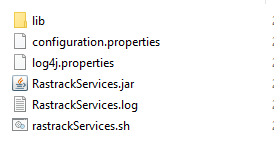 lib
configuration.properties
log4j.properties
RastrackServices.jar
RastrackServices.log
rastrackServices.sh